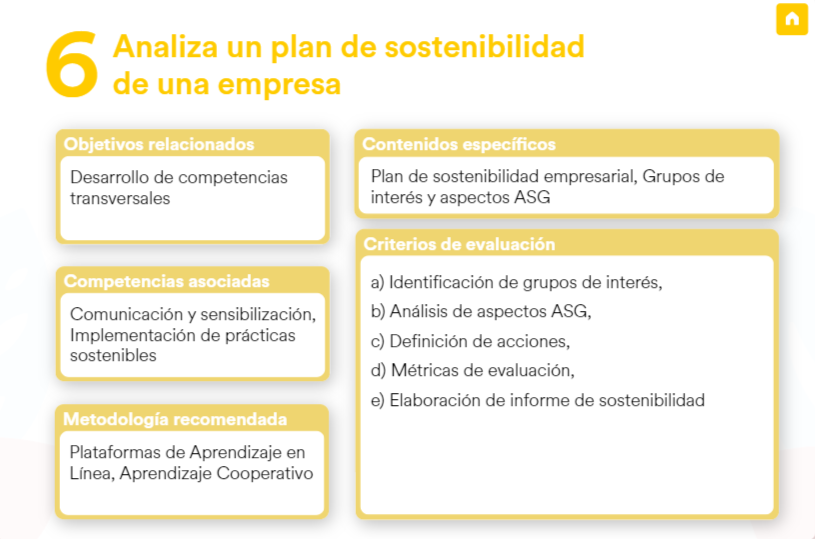 6
Analiza un plan de sostenibilidad
de una empresa
Objetivos relacionados
Desarrollo de competencias
transversales
Competencias asociadas
Comunicación y sensibilización,
Implementación de prácticas
sostenibles
Metodología recomendada
Plataformas de Aprendizaje en
Línea, Aprendizaje Cooperativo
Contenidos específicos
Plan de sostenibilidad empresarial, Grupos de
interés y aspectos ASG
Criterios de evaluación
a) Identificación de grupos de interés,
b) Análisis de aspectos ASG,
c) Definición de acciones,
d) Métricas de evaluación,
e) Elaboración de informe de sostenibilidad